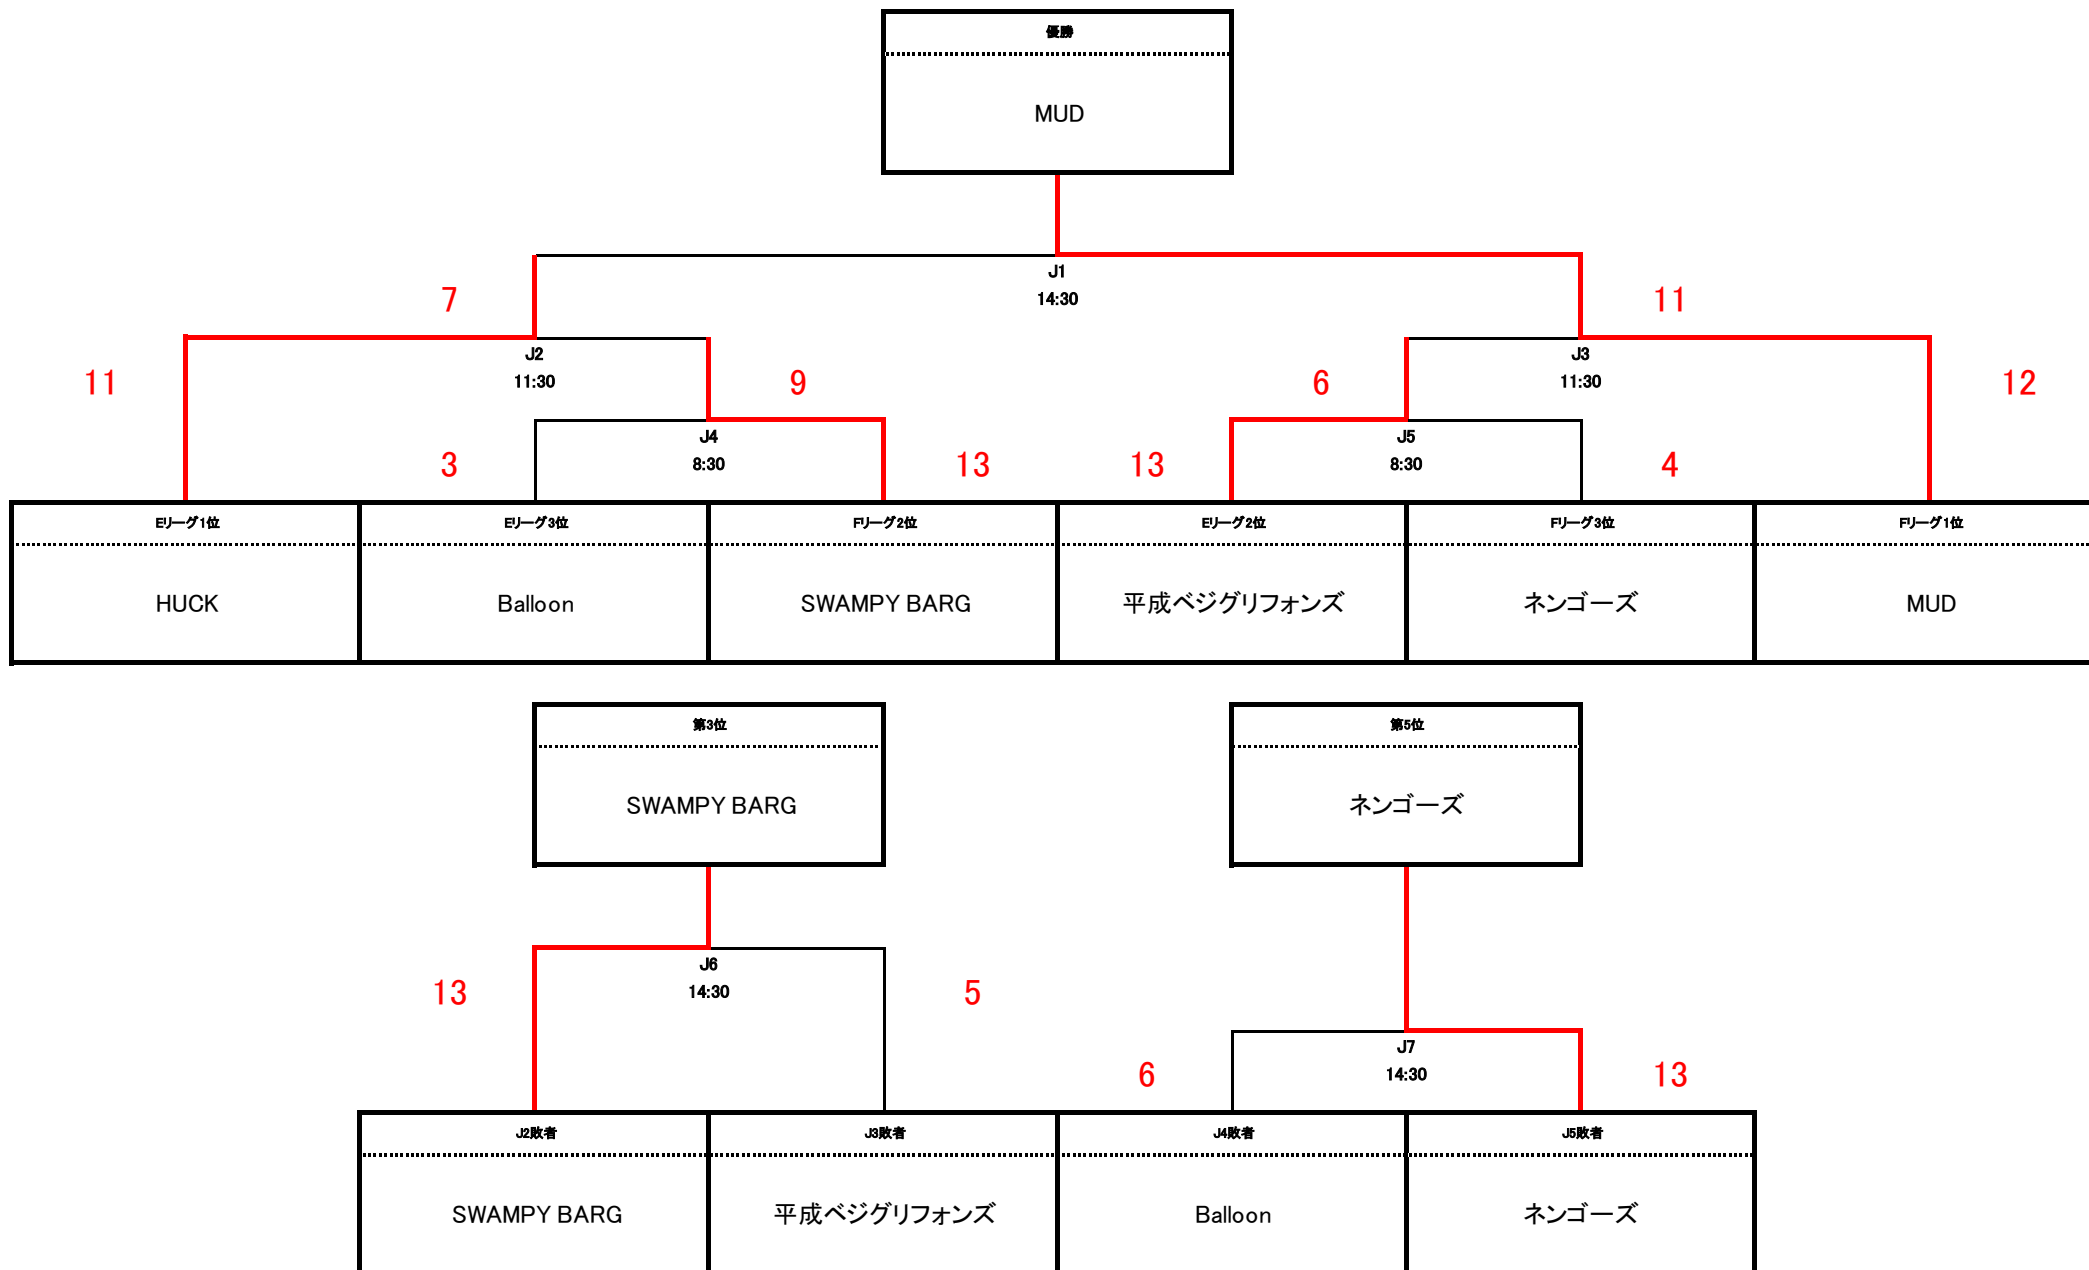 優勝
MUD
J1
14:30
7
11
J2
11:30
J3
11:30
11
9
6
12
J4
8:30
J5
8:30
3
13
13
4
Eリーグ1位
Eリーグ3位
Fリーグ2位
Eリーグ2位
Fリーグ3位
Fリーグ1位
HUCK
Balloon
SWAMPY BARG
平成ベジグリフォンズ
ネンゴーズ
MUD
第3位
第5位
SWAMPY BARG
ネンゴーズ
J6
14:30
13
5
J7
14:30
6
13
J2敗者
J3敗者
J4敗者
J5敗者
SWAMPY BARG
平成ベジグリフォンズ
Balloon
ネンゴーズ